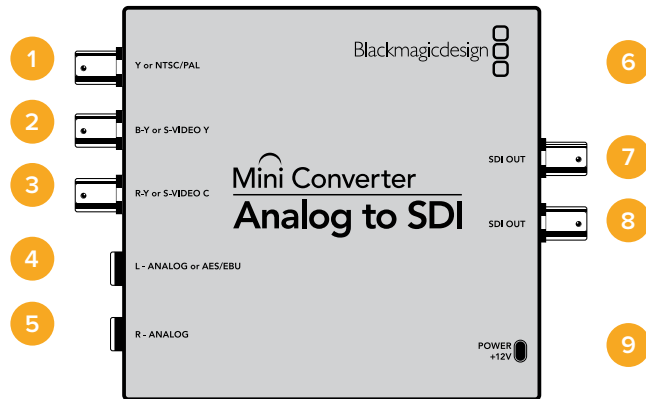 1
Y or NTSC/PAL
Blackmagicdesign
6
2
B-Y or S-VIDEO Y
SDI OUT
7
3
R-Y or S-VIDEO C
Mini Converter
Analog to SDI
SDI OUT
8
4
L - ANALOG or AES/EBU
5
R - ANALOG
POWER
+12V
9